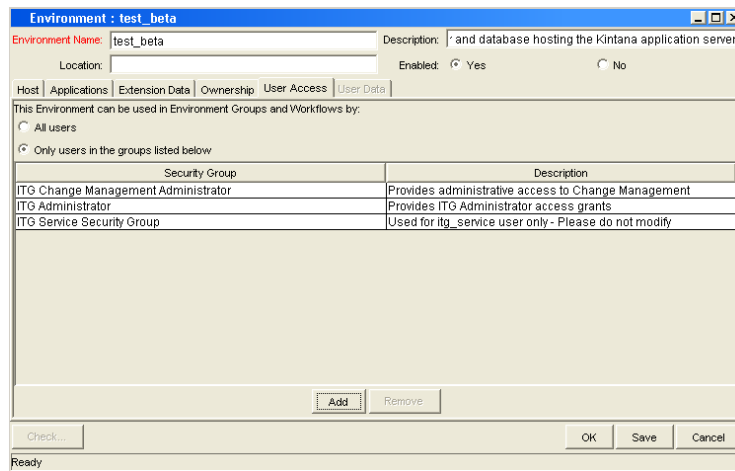 Environment : test_beta
Environment Name: test_beta Description: and database hosting the Kintana application server
Location: Enabled: Yes No
Host Applications Extension Data Ownership User Access User Data
This Environment can be used in Environment Groups and Workflows by:
All users
Only users in the groups listed below
Security Group Description
ITG Change Management Administrator Provides administrative access to Change Management
ITG Administrator Provides ITG Administrator access grants
ITG Service Security Group Used for itg_service user only - Please do not modify
Add Remove
Check... OK Save Cancel
Ready